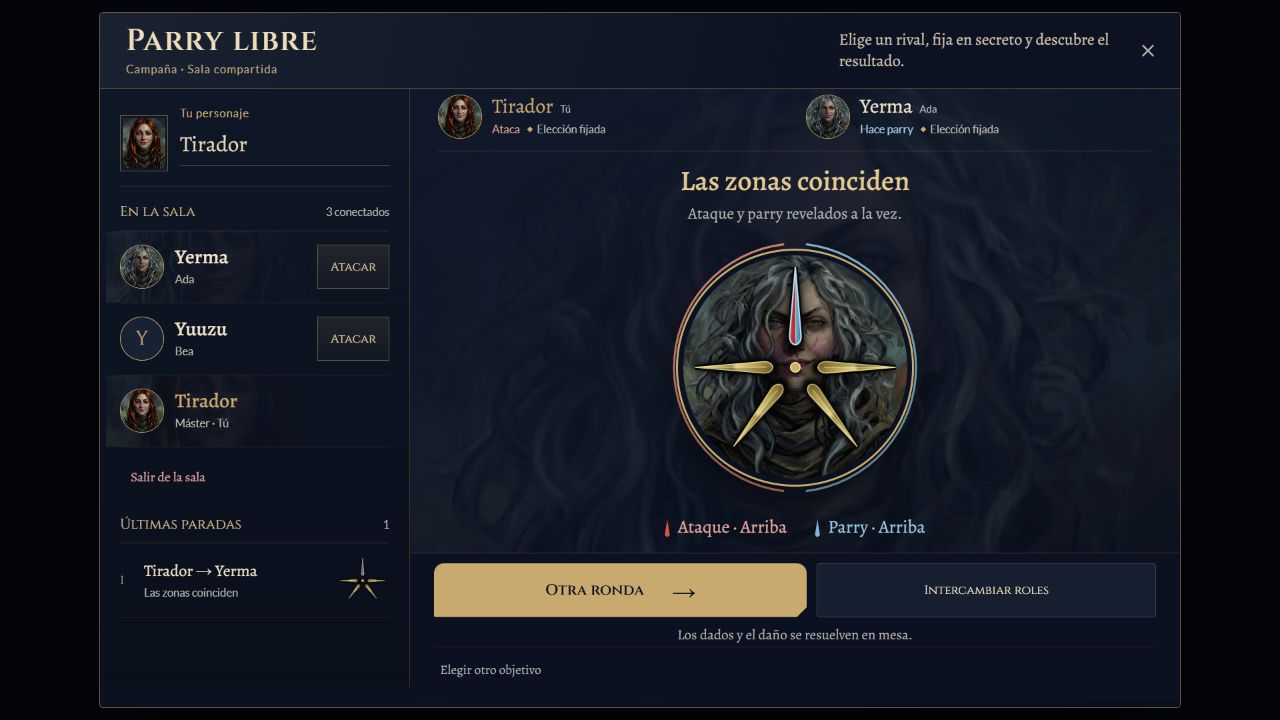 Parry libre
Campaña · Sala compartida
Elige un rival, fija en secreto y descubre el
resultado.
×
Tu personaje
Tirador
En la sala
3 conectados
Yerma
Ada
Atacar
Y
Yuuzu
Bea
Atacar
Tirador
Máster · Tú
Salir de la sala
Últimas paradas
1
1
Tirador → Yerma
Las zonas coinciden
Tirador Tú
Ataca ◆ Elección fijada
Yerma Ada
Hace parry ◆ Elección fijada
Las zonas coinciden
Ataque y parry revelados a la vez.
Ataque · Arriba
Parry · Arriba
Otra ronda →
Intercambiar roles
Los dados y el daño se resuelven en mesa.
Elegir otro objetivo